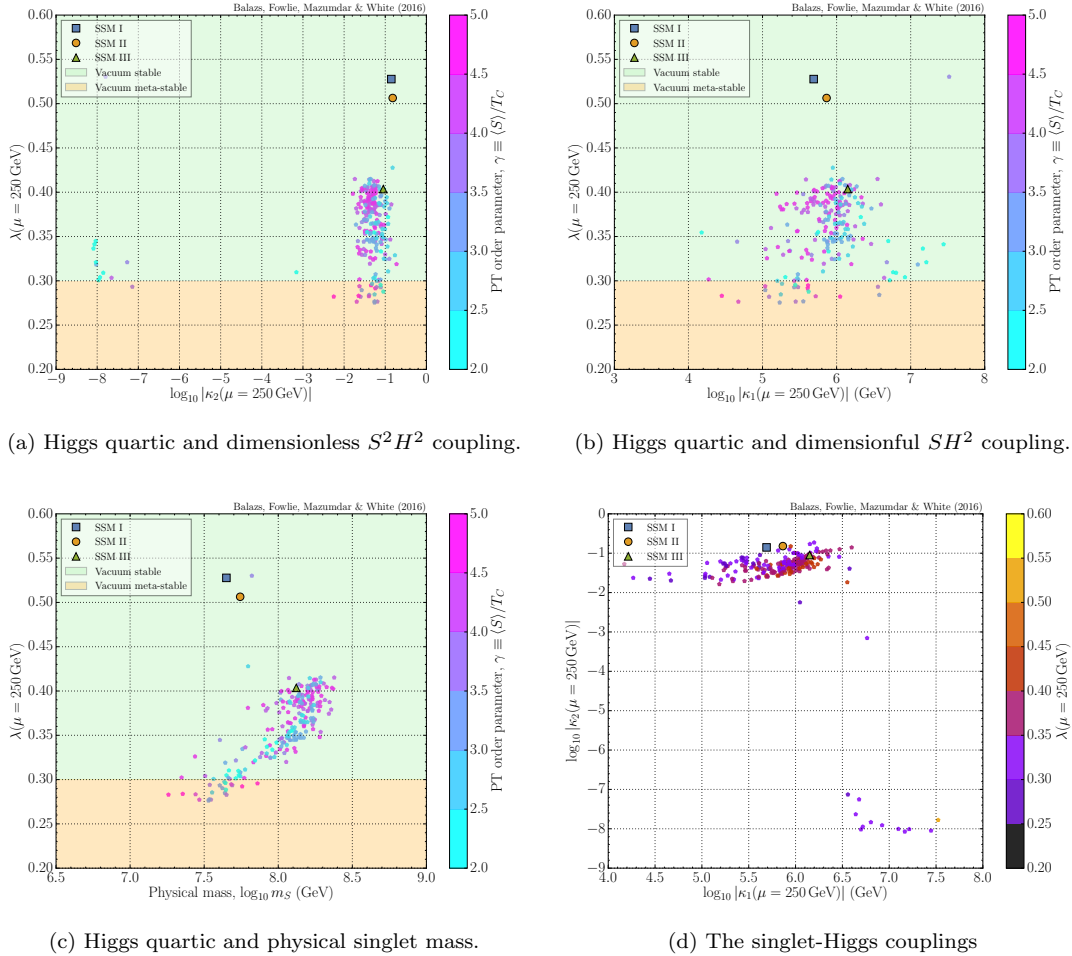 Balazs, Fowlie, Mazumdar & White (2016)
0.60
0.55
0.50
0.45
0.40
0.35
0.30
0.25
0.20
λ(μ = 250 GeV)
SSM I
SSM II
SSM III
Vacuum stable
Vacuum meta-stable
−9 −8 −7 −6 −5 −4 −3 −2 −1 0
log₁₀ |κ₂(μ = 250 GeV)|
5.0
4.5
4.0
3.5
3.0
2.5
2.0
PT order parameter, γ ≡ ⟨S⟩/T_C
(a) Higgs quartic and dimensionless S²H² coupling.
Balazs, Fowlie, Mazumdar & White (2016)
0.60
0.55
0.50
0.45
0.40
0.35
0.30
0.25
0.20
λ(μ = 250 GeV)
SSM I
SSM II
SSM III
Vacuum stable
Vacuum meta-stable
3 4 5 6 7 8
log₁₀ |κ₁(μ = 250 GeV)| (GeV)
5.0
4.5
4.0
3.5
3.0
2.5
2.0
PT order parameter, γ ≡ ⟨S⟩/T_C
(b) Higgs quartic and dimensionful SH² coupling.
Balazs, Fowlie, Mazumdar & White (2016)
0.60
0.55
0.50
0.45
0.40
0.35
0.30
0.25
0.20
λ(μ = 250 GeV)
SSM I
SSM II
SSM III
Vacuum stable
Vacuum meta-stable
6.5 7.0 7.5 8.0 8.5 9.0
Physical mass, log₁₀ m_S (GeV)
5.0
4.5
4.0
3.5
3.0
2.5
2.0
PT order parameter, γ ≡ ⟨S⟩/T_C
(c) Higgs quartic and physical singlet mass.
Balazs, Fowlie, Mazumdar & White (2016)
0
−1
−2
−3
−4
−5
−6
−7
−8
−9
log₁₀ |κ₂(μ = 250 GeV)|
SSM I
SSM II
SSM III
4.0 4.5 5.0 5.5 6.0 6.5 7.0 7.5 8.0
log₁₀ |κ₁(μ = 250 GeV)| (GeV)
0.60
0.55
0.50
0.45
0.40
0.35
0.30
0.20
λ(μ = 250 GeV)
(d) The singlet-Higgs couplings